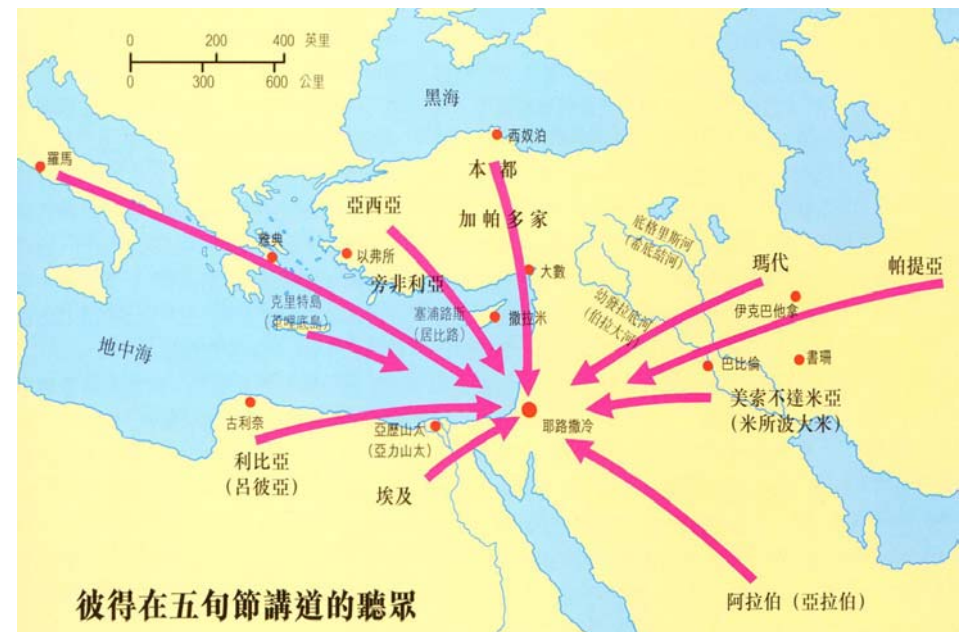 0 200 400 英里
0 300 600 公里
黑海
西奴泊
羅馬
本都
亞西亞
加帕多家
雅典
以弗所
底格里斯河
(希底結河)
大數
瑪代
帕提亞
旁非利亞
克里特島
(革哩底島)
塞浦路斯
(居比路)
撒拉米
幼發拉底河
(伯拉大河)
伊克巴他拿
地中海
巴比倫
書珊
古利奈
亞歷山大
(亞力山太)
耶路撒冷
美索不達米亞
(米所波大米)
利比亞
(呂彼亞)
埃及
彼得在五旬節講道的聽眾
阿拉伯(亞拉伯)